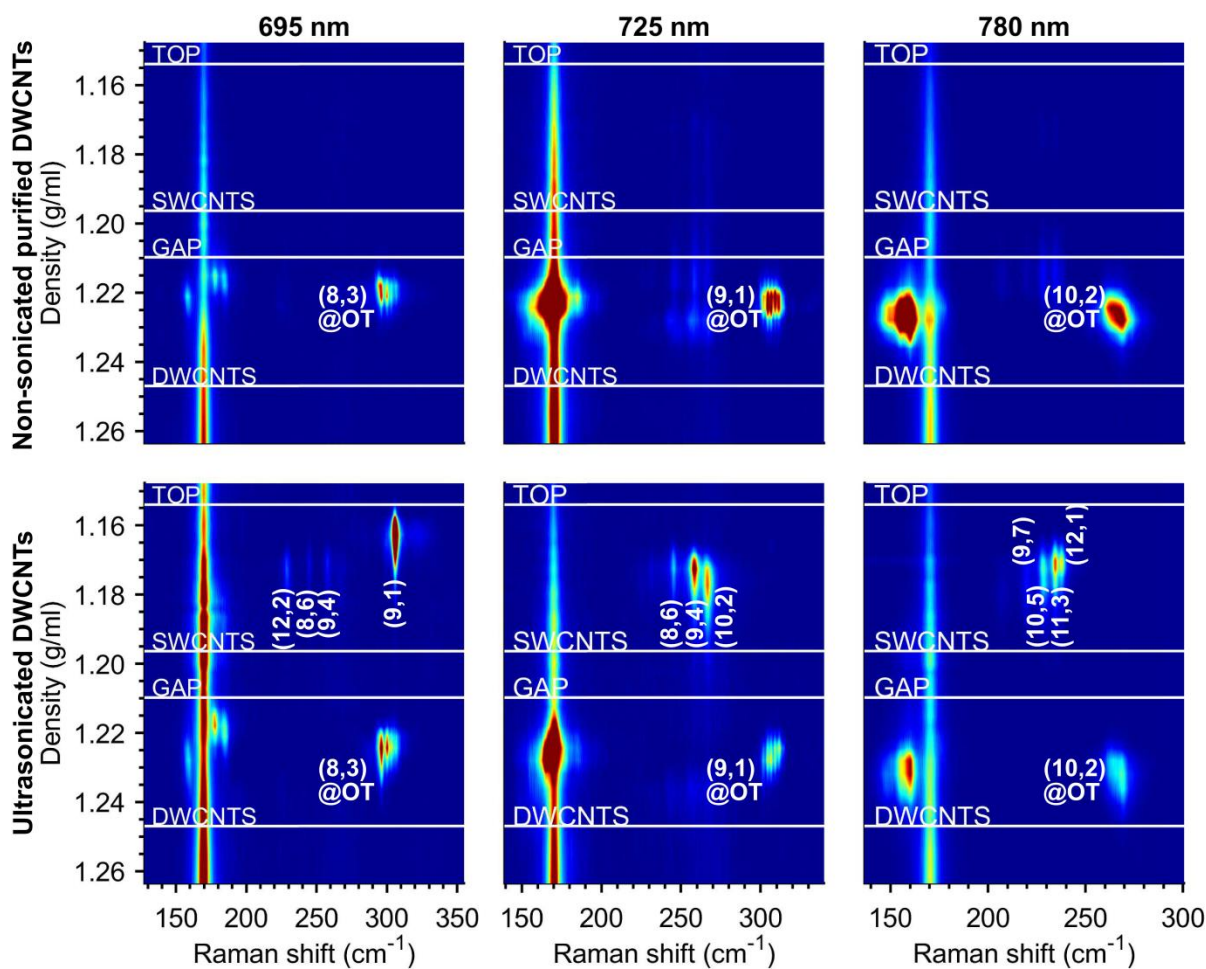 695 nm
725 nm
780 nm
Non-sonicated purified DWCNTs
Density (g/ml)
1.16
1.18
1.20
1.22
1.24
1.26
TOP
SWCNTS
GAP
(8,3)
@OT
DWCNTS
TOP
SWCNTS
GAP
(9,1)
@OT
DWCNTS
TOP
SWCNTS
GAP
(10,2)
@OT
DWCNTS
Ultrasonicated DWCNTs
Density (g/ml)
1.16
1.18
1.20
1.22
1.24
1.26
TOP
(12,2)
(8,6)
(9,4)
(9,1)
SWCNTS
GAP
(8,3)
@OT
DWCNTS
TOP
(8,6)
(9,4)
(10,2)
SWCNTS
GAP
(9,1)
@OT
DWCNTS
TOP
(9,7)
(12,1)
(10,5)
(11,3)
SWCNTS
GAP
(10,2)
@OT
DWCNTS
150 200 250 300 350
150 200 250 300
150 200 250 300
Raman shift (cm⁻¹)
Raman shift (cm⁻¹)
Raman shift (cm⁻¹)